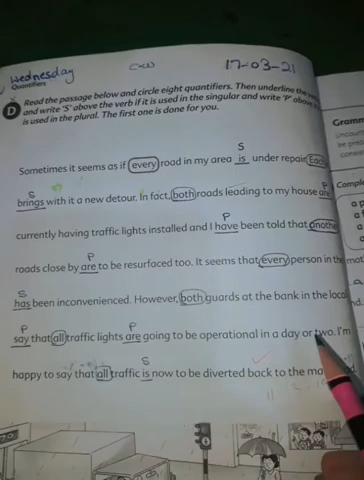 Wednesday CW 17-03-21
Quantifiers
D Read the passage below and circle eight quantifiers. Then underline the
and write 'S' above the verb if it is used in the singular and write 'P' above
is used in the plural. The first one is done for you.
Gramm
Uncount
be prec
S
Sometimes it seems as if every road in my area is under repair. Each
S P
brings with it a new detour. In fact, both roads leading to my house are
Comple
P
currently having traffic lights installed and I have been told that
P
roads close by are to be resurfaced too. It seems that every person in the
S
has been inconvenienced. However, both guards at the bank in the local
P P
say that all traffic lights are going to be operational in a day or two. I'm
S
happy to say that all traffic is now to be diverted back to the